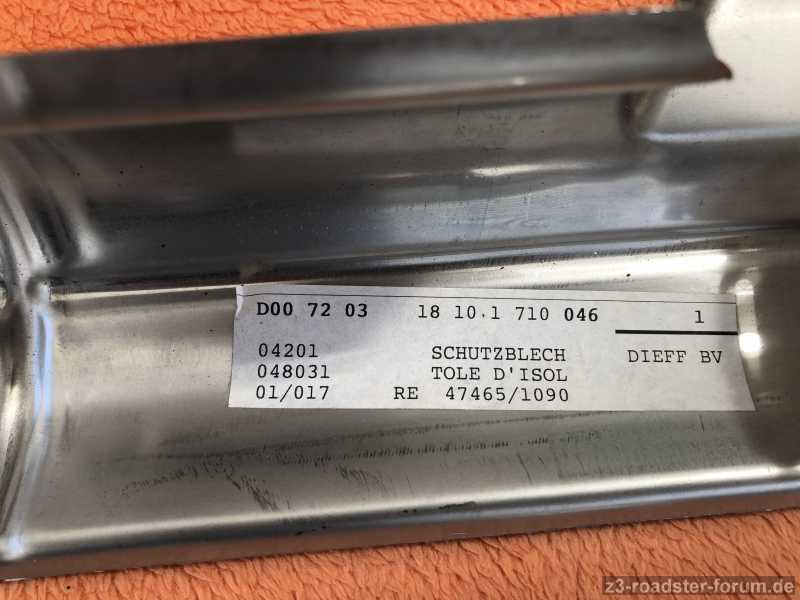 D00 72 03 18 10.1 710 046 1
04201 SCHUTZBLECH DIEFF BV
048031 TOLE D'ISOL
01/017 RE 47465/1090
z3-roadster-forum.de